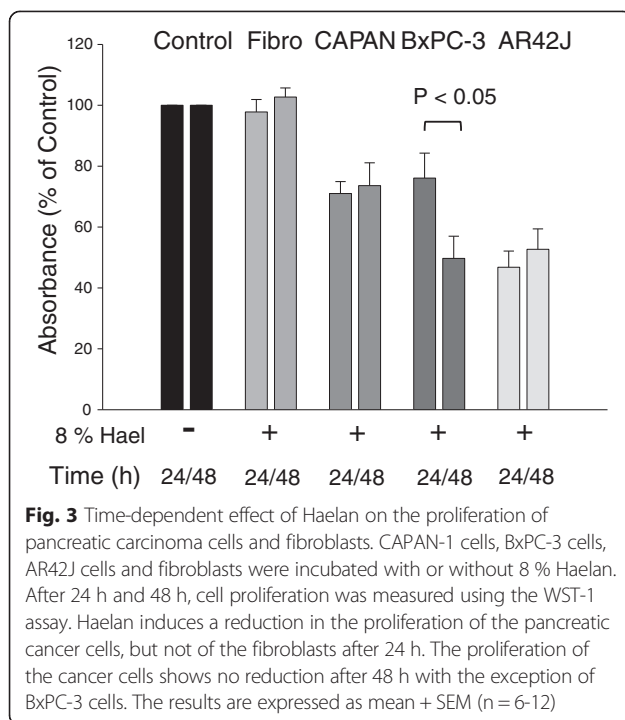 Control Fibro CAPAN BxPC-3 AR42J
P < 0.05
Absorbance (% of Control)
120
100
80
60
40
20
0
8 % Hael - + + + +
Time (h) 24/48 24/48 24/48 24/48 24/48
Fig. 3 Time-dependent effect of Haelan on the proliferation of
pancreatic carcinoma cells and fibroblasts. CAPAN-1 cells, BxPC-3 cells,
AR42J cells and fibroblasts were incubated with or without 8 % Haelan.
After 24 h and 48 h, cell proliferation was measured using the WST-1
assay. Haelan induces a reduction in the proliferation of the pancreatic
cancer cells, but not of the fibroblasts after 24 h. The proliferation of
the cancer cells shows no reduction after 48 h with the exception of
BxPC-3 cells. The results are expressed as mean + SEM (n = 6-12)